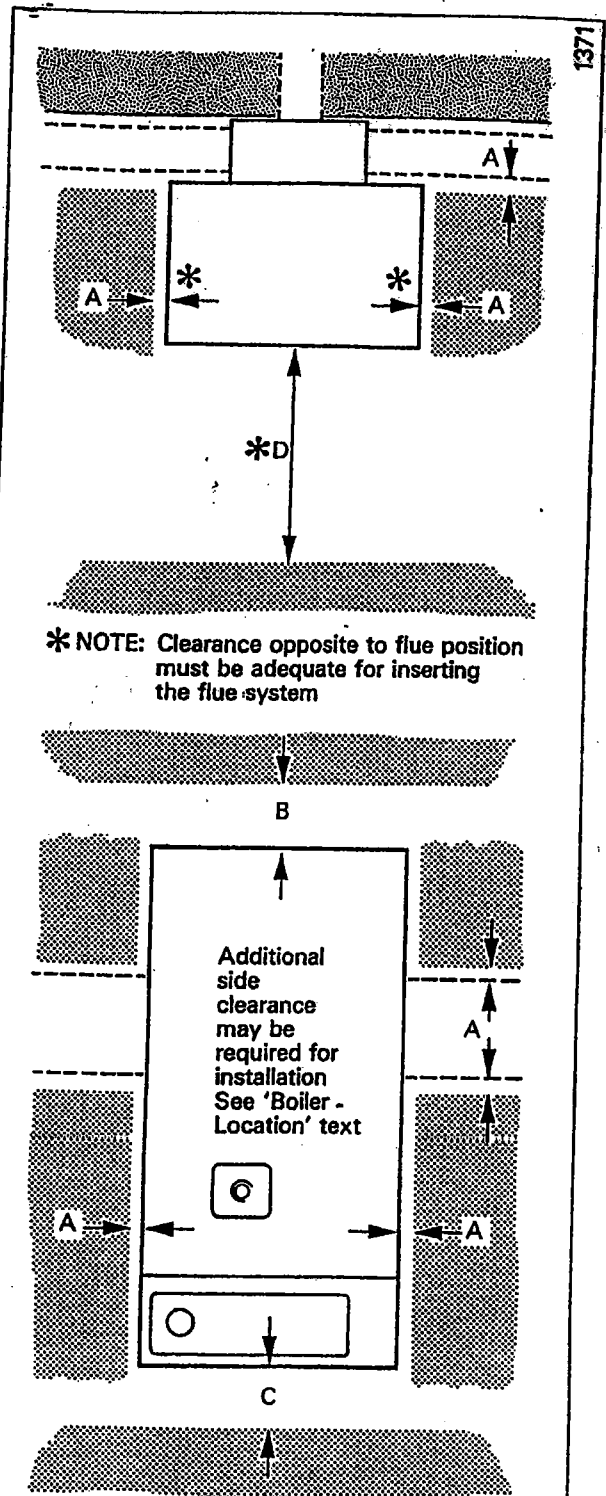 1371
A
* *
A A
*D
* NOTE: Clearance opposite to flue position
must be adequate for inserting
the flue system
B
Additional
side
clearance
may be
required for
installation
See 'Boiler -
Location' text
A
A A
C